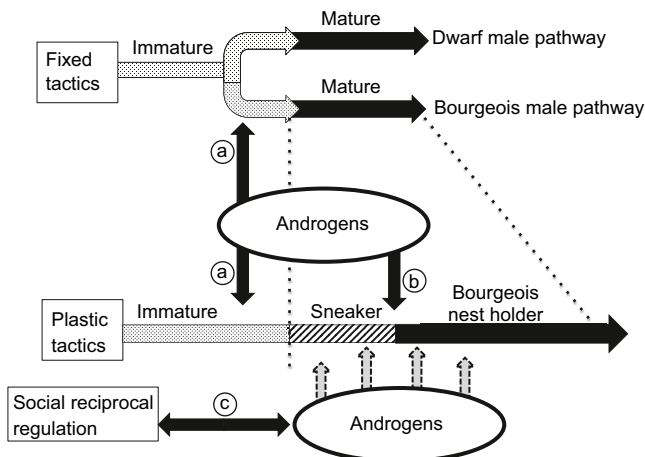 Mature
Dwarf male pathway
Immature
Fixed
tactics
Mature
Bourgeois male pathway
a
Androgens
a
b
Immature
Sneaker
Bourgeois
nest holder
Plastic
tactics
Social reciprocal
regulation
c
Androgens